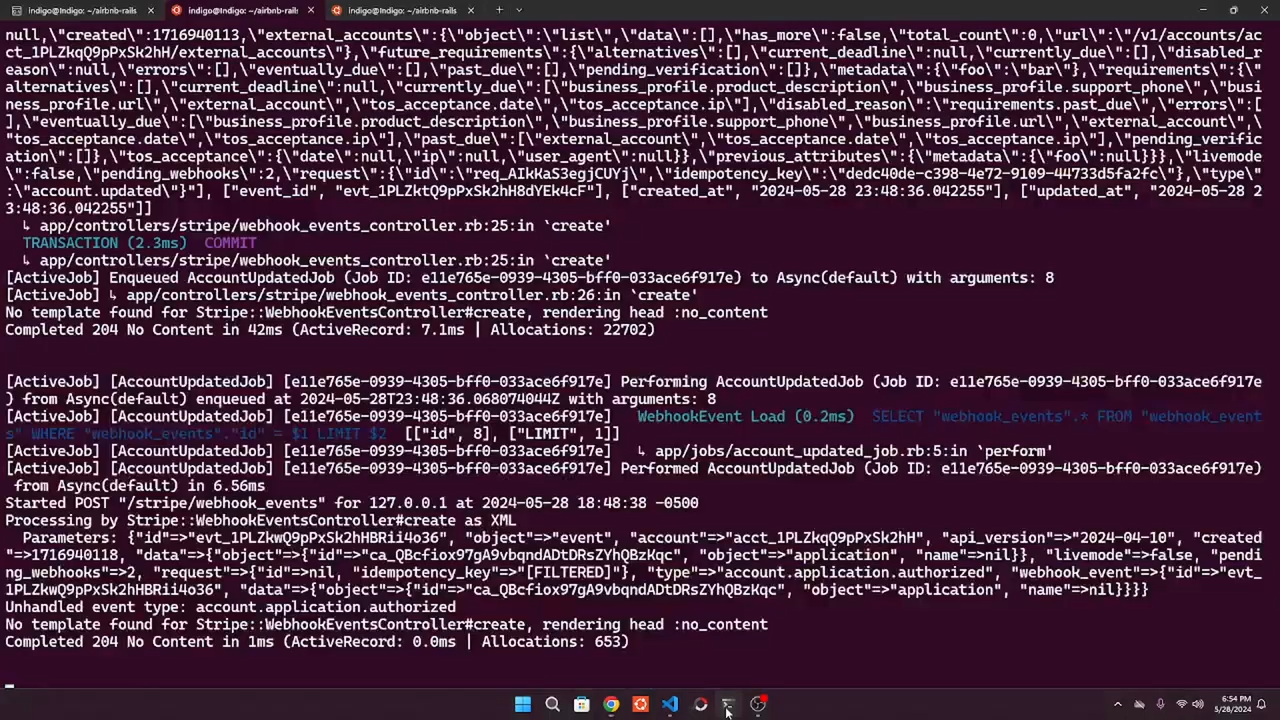 indigo@Indigo: ~/airbnb-rails
indigo@Indigo: ~/airbnb-rails
indigo@Indigo: ~/airbnb-rails
null,\"created\":1716940113,\"external_accounts\":{\"object\":\"list\",\"data\":[],\"has_more\":false,\"total_count\":0,\"url\":\"/v1/accounts/ac
ct_1PLZkqQ9pPxSk2hH/external_accounts\"},\"future_requirements\":{\"alternatives\":[],\"current_deadline\":null,\"currently_due\":[],\"disabled_r
eason\":null,\"errors\":[],\"eventually_due\":[],\"past_due\":[],\"pending_verification\":[]},\"metadata\":{\"foo\":\"bar\"},\"requirements\":{\"
alternatives\":[],\"current_deadline\":null,\"currently_due\":[\"business_profile.product_description\",\"business_profile.support_phone\",\"busi
ness_profile.url\",\"external_account\",\"tos_acceptance.date\",\"tos_acceptance.ip\"],\"disabled_reason\":\"requirements.past_due\",\"errors\":[
],\"eventually_due\":[\"business_profile.product_description\",\"business_profile.support_phone\",\"business_profile.url\",\"external_account\",\
"tos_acceptance.date\",\"tos_acceptance.ip\"],\"past_due\":[\"external_account\",\"tos_acceptance.date\",\"tos_acceptance.ip\"],\"pending_verific
ation\":[]},\"tos_acceptance\":{\"date\":null,\"ip\":null,\"user_agent\":null}},\"previous_attributes\":{\"metadata\":{\"foo\":null}}},\"livemode
\":false,\"pending_webhooks\":2,\"request\":{\"id\":\"req_AIkKaS3egjCUYj\",\"idempotency_key\":\"dedc40de-c398-4e72-9109-44733d5fa2fc\"},\"type\"
:\"account.updated\"}"], ["event_id", "evt_1PLZktQ9pPxSk2hH8dYEk4cF"], ["created_at", "2024-05-28 23:48:36.042255"], ["updated_at", "2024-05-28 2
3:48:36.042255"]]
↳ app/controllers/stripe/webhook_events_controller.rb:25:in `create'
TRANSACTION (2.3ms)  COMMIT
↳ app/controllers/stripe/webhook_events_controller.rb:25:in `create'
[ActiveJob] Enqueued AccountUpdatedJob (Job ID: e11e765e-0939-4305-bff0-033ace6f917e) to Async(default) with arguments: 8
[ActiveJob] ↳ app/controllers/stripe/webhook_events_controller.rb:26:in `create'
No template found for Stripe::WebhookEventsController#create, rendering head :no_content
Completed 204 No Content in 42ms (ActiveRecord: 7.1ms | Allocations: 22702)
[ActiveJob] [AccountUpdatedJob] [e11e765e-0939-4305-bff0-033ace6f917e] Performing AccountUpdatedJob (Job ID: e11e765e-0939-4305-bff0-033ace6f917e
) from Async(default) enqueued at 2024-05-28T23:48:36.068074044Z with arguments: 8
[ActiveJob] [AccountUpdatedJob] [e11e765e-0939-4305-bff0-033ace6f917e]   WebhookEvent Load (0.2ms)  SELECT "webhook_events".* FROM "webhook_event
s" WHERE "webhook_events"."id" = $1 LIMIT $2  [["id", 8], ["LIMIT", 1]]
[ActiveJob] [AccountUpdatedJob] [e11e765e-0939-4305-bff0-033ace6f917e]   ↳ app/jobs/account_updated_job.rb:5:in `perform'
[ActiveJob] [AccountUpdatedJob] [e11e765e-0939-4305-bff0-033ace6f917e] Performed AccountUpdatedJob (Job ID: e11e765e-0939-4305-bff0-033ace6f917e)
from Async(default) in 6.56ms
Started POST "/stripe/webhook_events" for 127.0.0.1 at 2024-05-28 18:48:38 -0500
Processing by Stripe::WebhookEventsController#create as XML
Parameters: {"id"=>"evt_1PLZkwQ9pPxSk2hHBRii4o36", "object"=>"event", "account"=>"acct_1PLZkqQ9pPxSk2hH", "api_version"=>"2024-04-10", "created
"=>1716940118, "data"=>{"object"=>{"id"=>"ca_QBcfiox97gA9vbqndADtDRsZYhQBzKqc", "object"=>"application", "name"=>nil}}, "livemode"=>false, "pendi
ng_webhooks"=>2, "request"=>{"id"=>nil, "idempotency_key"=>"[FILTERED]"}, "type"=>"account.application.authorized", "webhook_event"=>{"id"=>"evt_
1PLZkwQ9pPxSk2hHBRii4o36", "data"=>{"object"=>{"id"=>"ca_QBcfiox97gA9vbqndADtDRsZYhQBzKqc", "object"=>"application", "name"=>nil}}}}
Unhandled event type: account.application.authorized
No template found for Stripe::WebhookEventsController#create, rendering head :no_content
Completed 204 No Content in 1ms (ActiveRecord: 0.0ms | Allocations: 653)
6:54 PM
5/28/2024